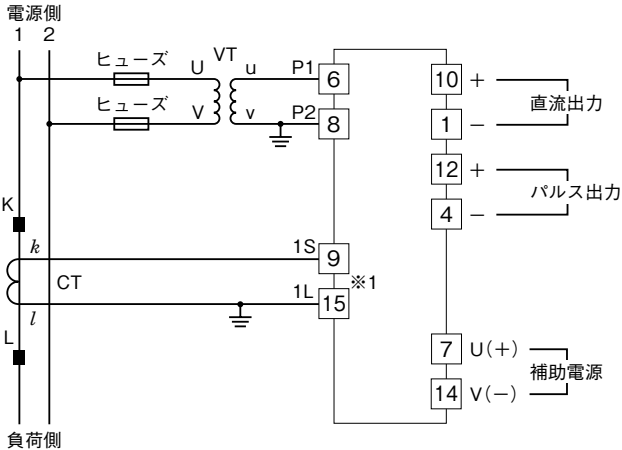 電源側
1 2
ヒューズ
VT
U u P1 6
10 +
直流出力
ヒューズ
V v P2 8
1 −
12 +
パルス出力
4 −
K
k
1S 9
CT
※1
1L 15
l
L
7 U(+)
補助電源
14 V(−)
負荷側